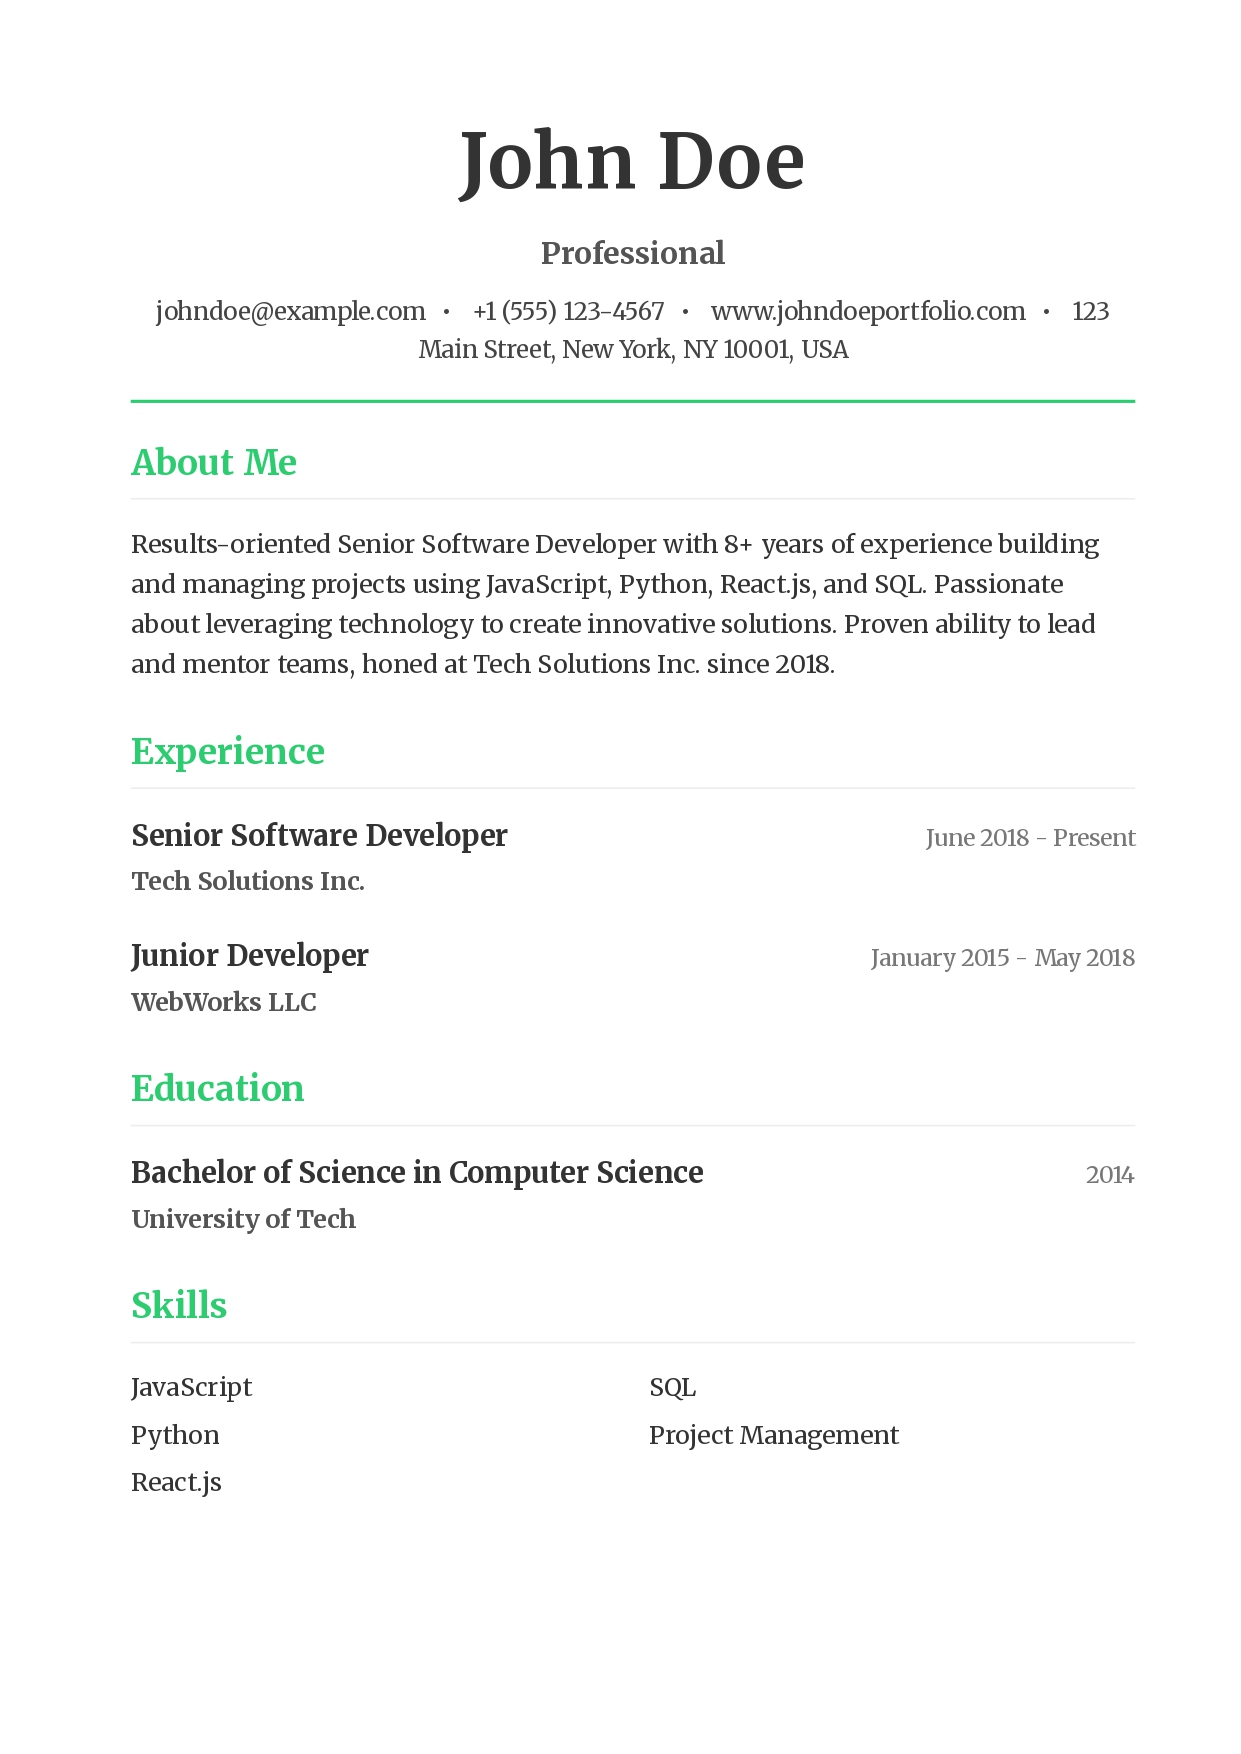 John Doe
Professional
johndoe@example.com • +1 (555) 123-4567 • www.johndoeportfolio.com • 123
Main Street, New York, NY 10001, USA
About Me
Results-oriented Senior Software Developer with 8+ years of experience building
and managing projects using JavaScript, Python, React.js, and SQL. Passionate
about leveraging technology to create innovative solutions. Proven ability to lead
and mentor teams, honed at Tech Solutions Inc. since 2018.
Experience
Senior Software Developer June 2018 - Present
Tech Solutions Inc.
Junior Developer January 2015 - May 2018
WebWorks LLC
Education
Bachelor of Science in Computer Science 2014
University of Tech
Skills
JavaScript
Python
React.js
SQL
Project Management